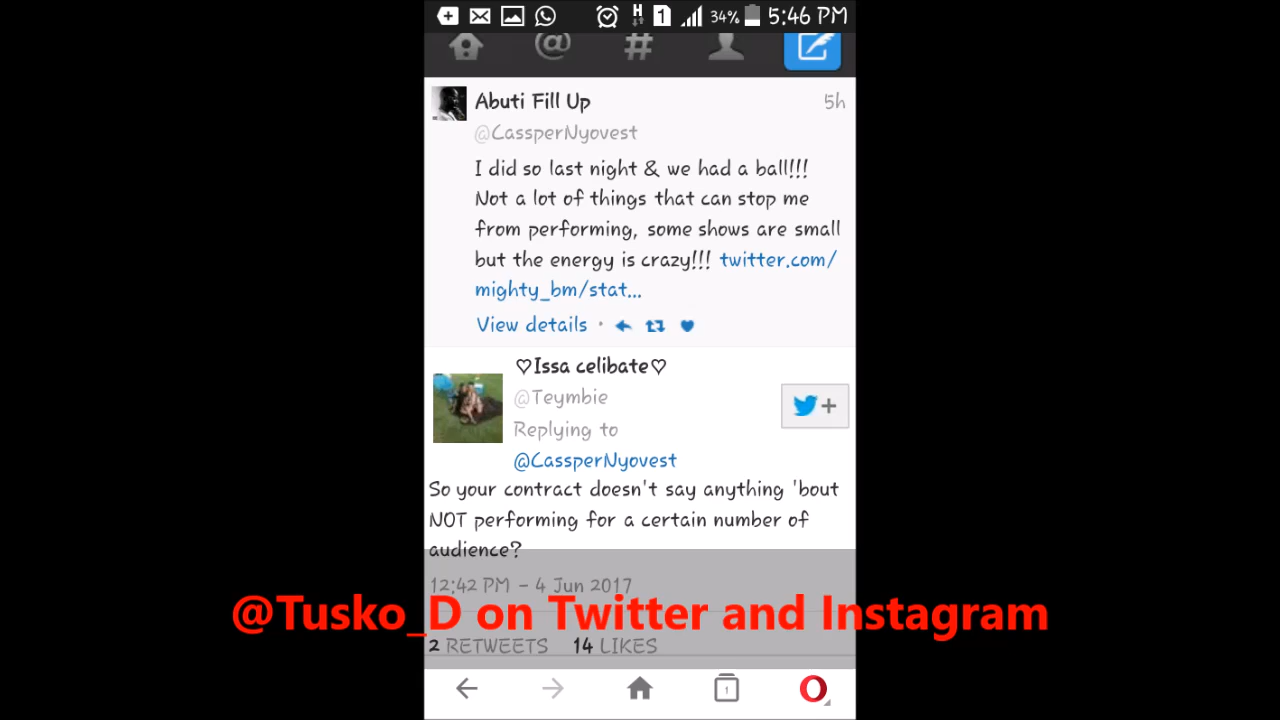 34% 5:46 PM
Abuti Fill Up 5h
@CassperNyovest
I did so last night & we had a ball!!!
Not a lot of things that can stop me
from performing, some shows are small
but the energy is crazy!!! twitter.com/
mighty_bm/stat...
View details
♡Issa celibate♡
@Teymbie
Replying to
@CassperNyovest
So your contract doesn't say anything 'bout
NOT performing for a certain number of
audience?
12:42 PM - 4 Jun 2017
@Tusko_D on Twitter and Instagram
2 RETWEETS 14 LIKES